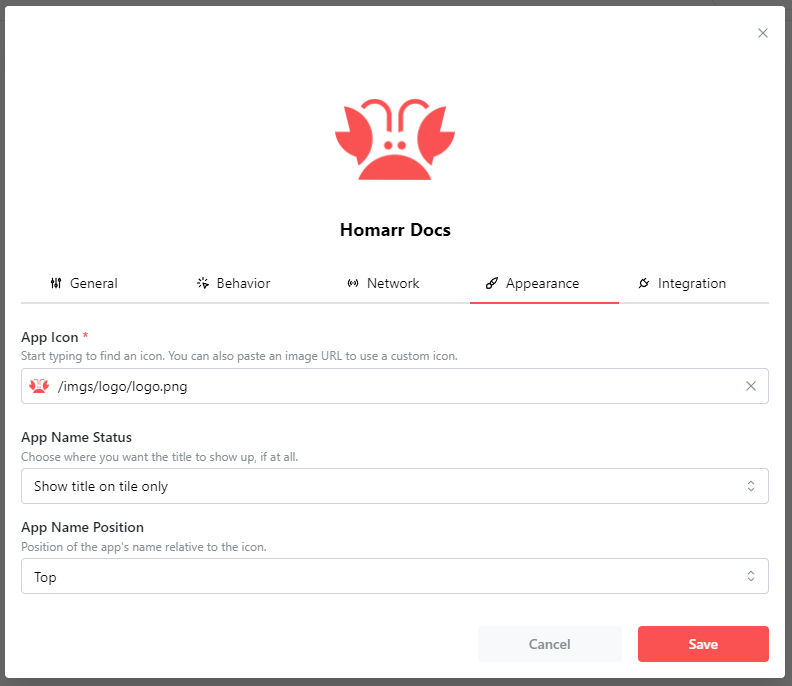 Homarr Docs
General Behavior Network Appearance Integration
App Icon *
Start typing to find an icon. You can also paste an image URL to use a custom icon.
/imgs/logo/logo.png
App Name Status
Choose where you want the title to show up, if at all.
Show title on tile only
App Name Position
Position of the app's name relative to the icon.
Top
Cancel Save